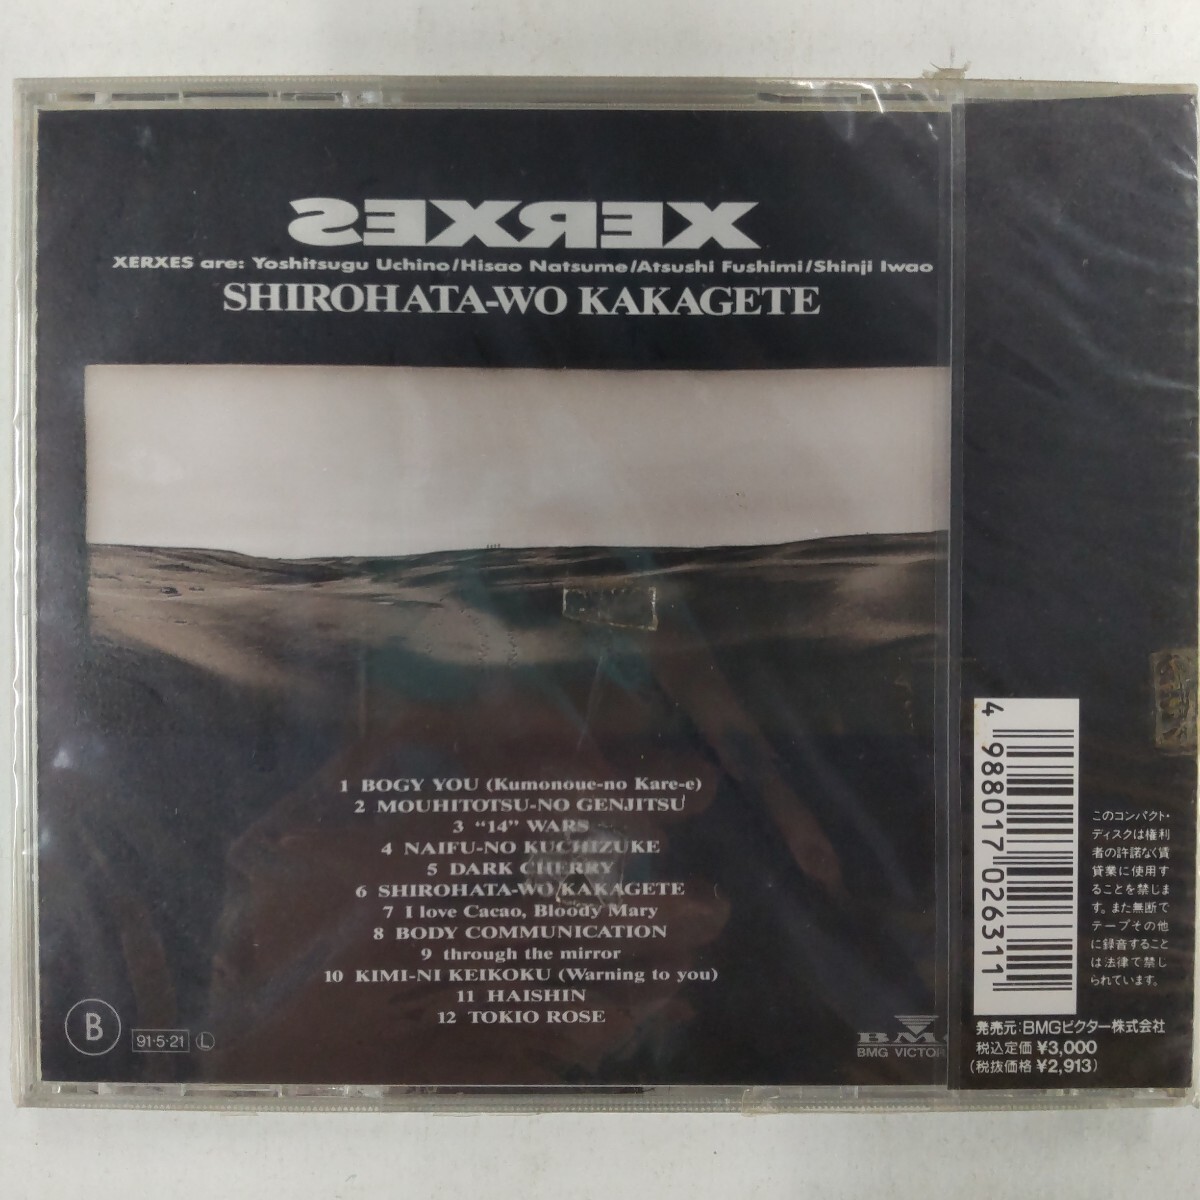 XERXES
XERXES are: Yoshitsugu Uchino/Hisao Natsume/Atsushi Fushimi/Shinji Iwao
SHIROHATA-WO KAKAGETE
1 BOGY YOU (Kumonoue-no Kare-e)
2 MOUHITOTSU-NO GENJITSU
3 “14” WARS
4 NAIFU-NO KUCHIZUKE
5 DARK CHERRY
6 SHIROHATA-WO KAKAGETE
7 I love Cacao, Bloody Mary
8 BODY COMMUNICATION
9 through the mirror
10 KIMI-NI KEIKOKU (Warning to you)
11 HAISHIN
12 TOKIO ROSE
B
91·5·21 L
BMG
BMG VICTOR
4 988017 026311
このコンパクト・
ディスクは権利
者の許諾なく賃
貸業に使用す
ることを禁じま
す。また無断で
テープその他
に録音すること
は法律で禁じ
られています。
発売元:BMGビクター株式会社
税込定価 ¥3,000
(税抜価格 ¥2,913)